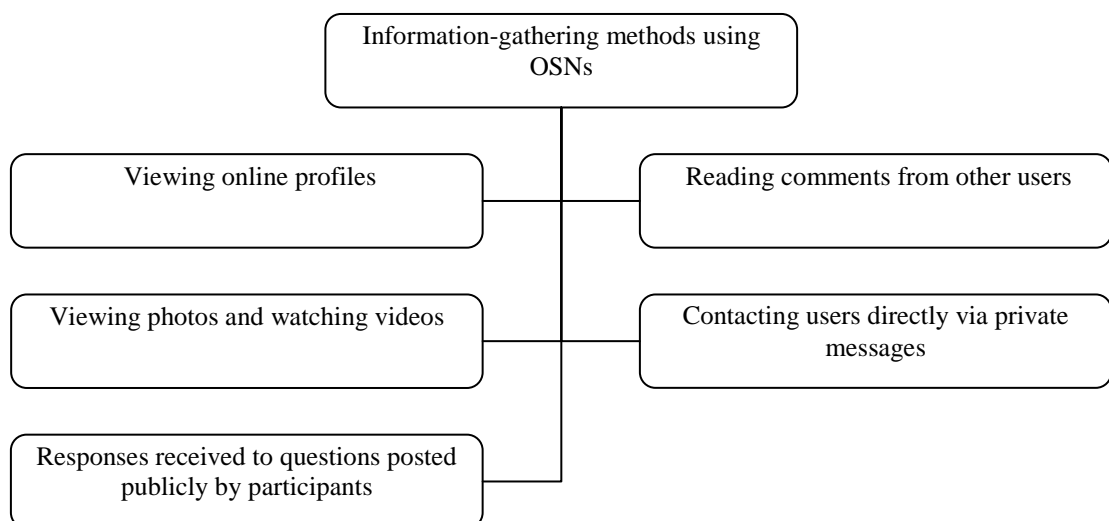 Information-gathering methods using
OSNs
Viewing online profiles
Reading comments from other users
Viewing photos and watching videos
Contacting users directly via private
messages
Responses received to questions posted
publicly by participants